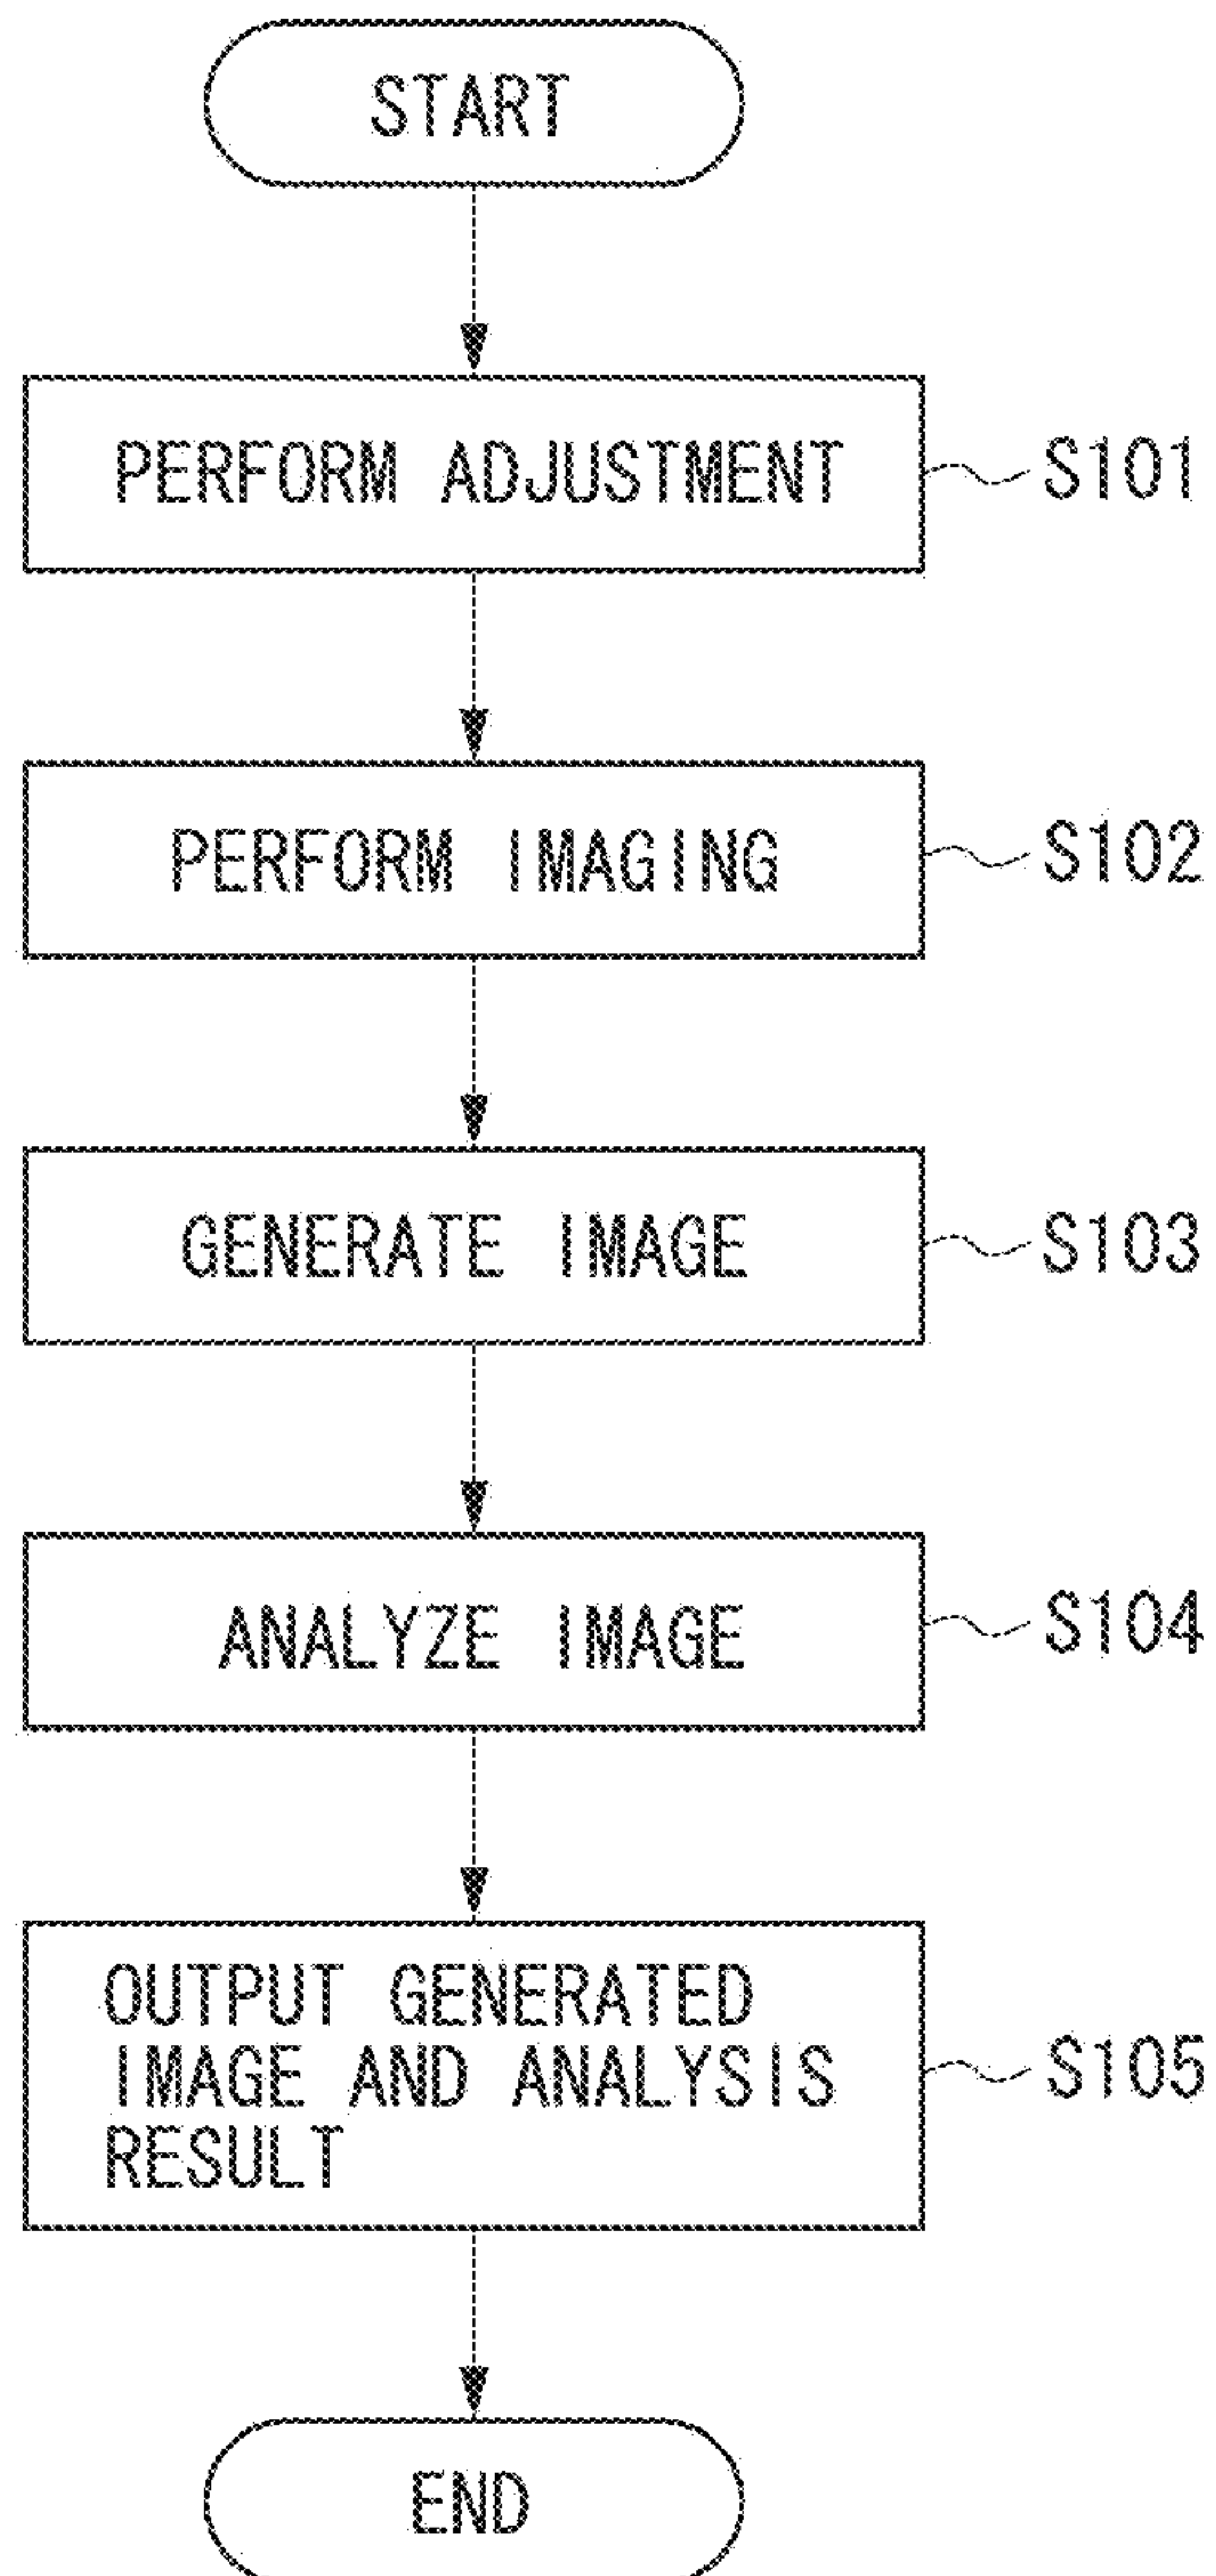 START
PERFORM ADJUSTMENT
S101
PERFORM IMAGING
S102
GENERATE IMAGE
S103
ANALYZE IMAGE
S104
OUTPUT GENERATED
IMAGE AND ANALYSIS
RESULT
S105
END